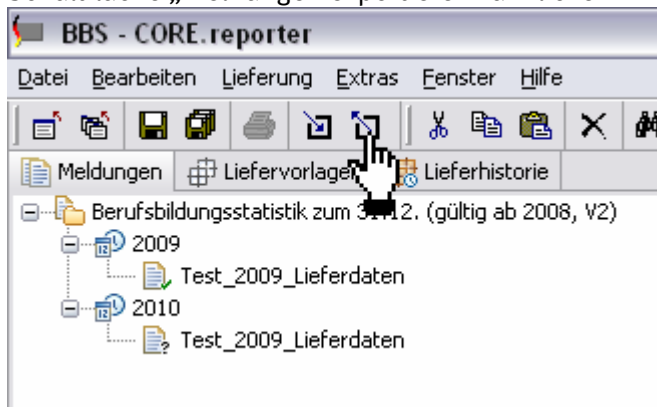 BBS - CORE.reporter
Datei Bearbeiten Lieferung Extras Fenster Hilfe
Meldungen Liefervorlagen Lieferhistorie
Berufsbildungsstatistik zum 31.12. (gültig ab 2008, V2)
2009
Test_2009_Lieferdaten
2010
Test_2009_Lieferdaten